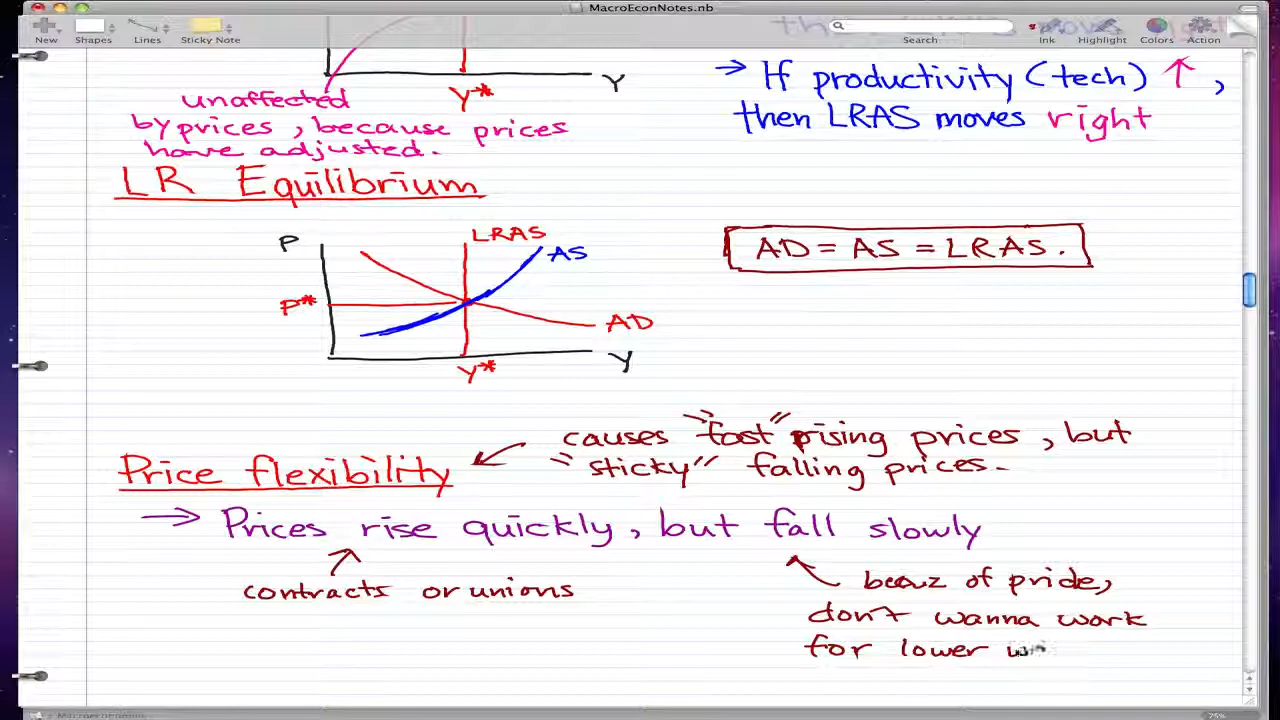 MacroEconNotes.nb
New Shapes Lines Sticky Note Search Ink Highlight Colors Action
Y
Y*
unaffected
by prices, because prices
have adjusted.
→ If productivity (tech) ↑,
then LRAS moves right
LR Equilibrium
P
LRAS
AS
P*
AD
Y*
Y
AD = AS = LRAS.
causes "fast" rising prices, but
"sticky" falling prices.
Price flexibility
→ Prices rise quickly, but fall slowly
contracts or unions
becuz of pride,
don't wanna work
for lower
75%